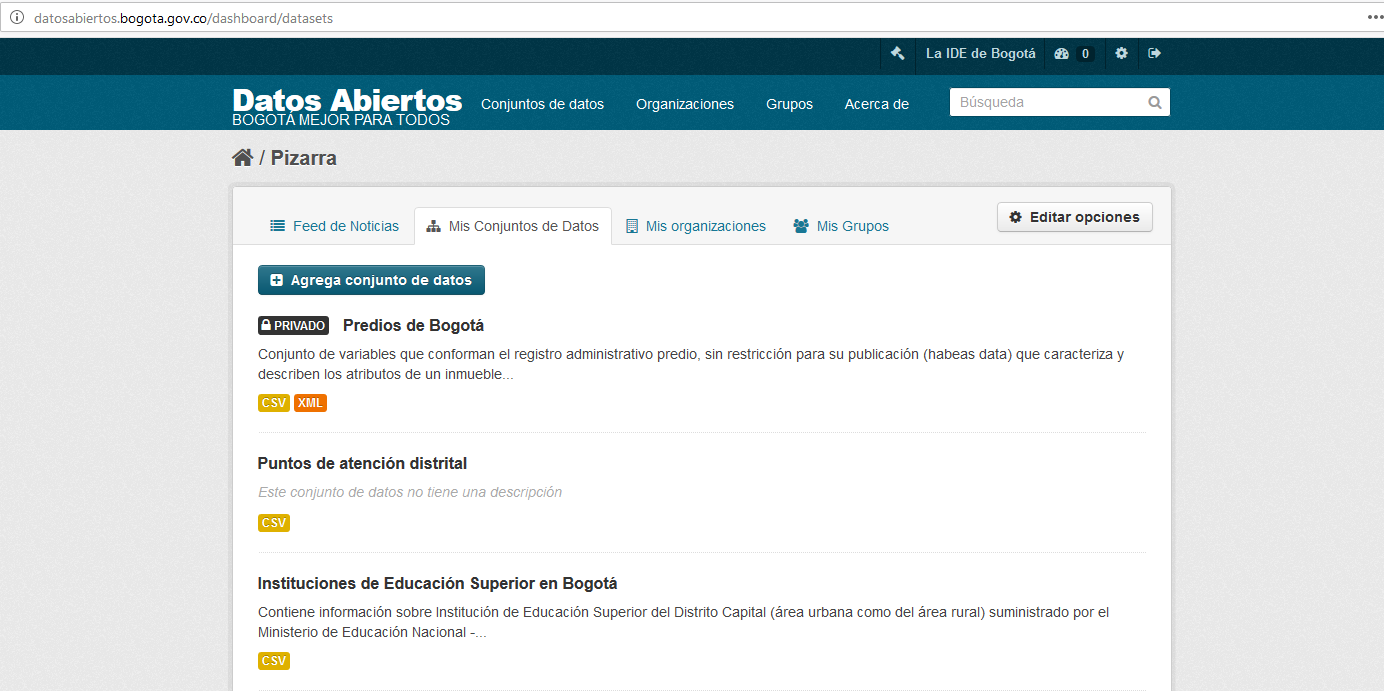 datosabiertos.bogota.gov.co/dashboard/datasets
La IDE de Bogotá 0
Datos Abiertos
BOGOTÁ MEJOR PARA TODOS
Conjuntos de datos Organizaciones Grupos Acerca de Búsqueda
/ Pizarra
Feed de Noticias Mis Conjuntos de Datos Mis organizaciones Mis Grupos Editar opciones
Agrega conjunto de datos
PRIVADO Predios de Bogotá
Conjunto de variables que conforman el registro administrativo predio, sin restricción para su publicación (habeas data) que caracteriza y
describen los atributos de un inmueble...
CSV XML
Puntos de atención distrital
Este conjunto de datos no tiene una descripción
CSV
Instituciones de Educación Superior en Bogotá
Contiene información sobre Institución de Educación Superior del Distrito Capital (área urbana como del área rural) suministrado por el
Ministerio de Educación Nacional -...
CSV